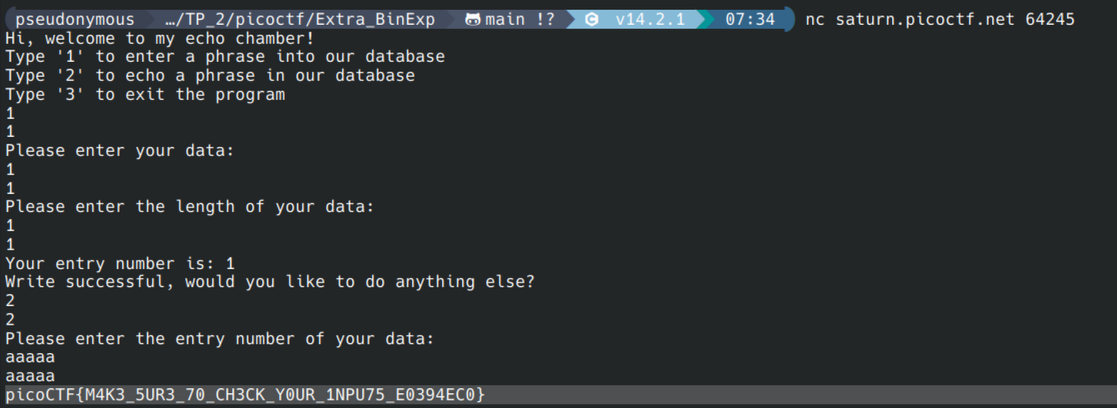 pseudonymous …/TP_2/picoctf/Extra_BinExp main !? v14.2.1 07:34 nc saturn.picoctf.net 64245
Hi, welcome to my echo chamber!
Type '1' to enter a phrase into our database
Type '2' to echo a phrase in our database
Type '3' to exit the program
1
1
Please enter your data:
1
1
Please enter the length of your data:
1
1
Your entry number is: 1
Write successful, would you like to do anything else?
2
2
Please enter the entry number of your data:
aaaaa
aaaaa
picoCTF{M4K3_5UR3_70_CH3CK_Y0UR_1NPU75_E0394EC0}